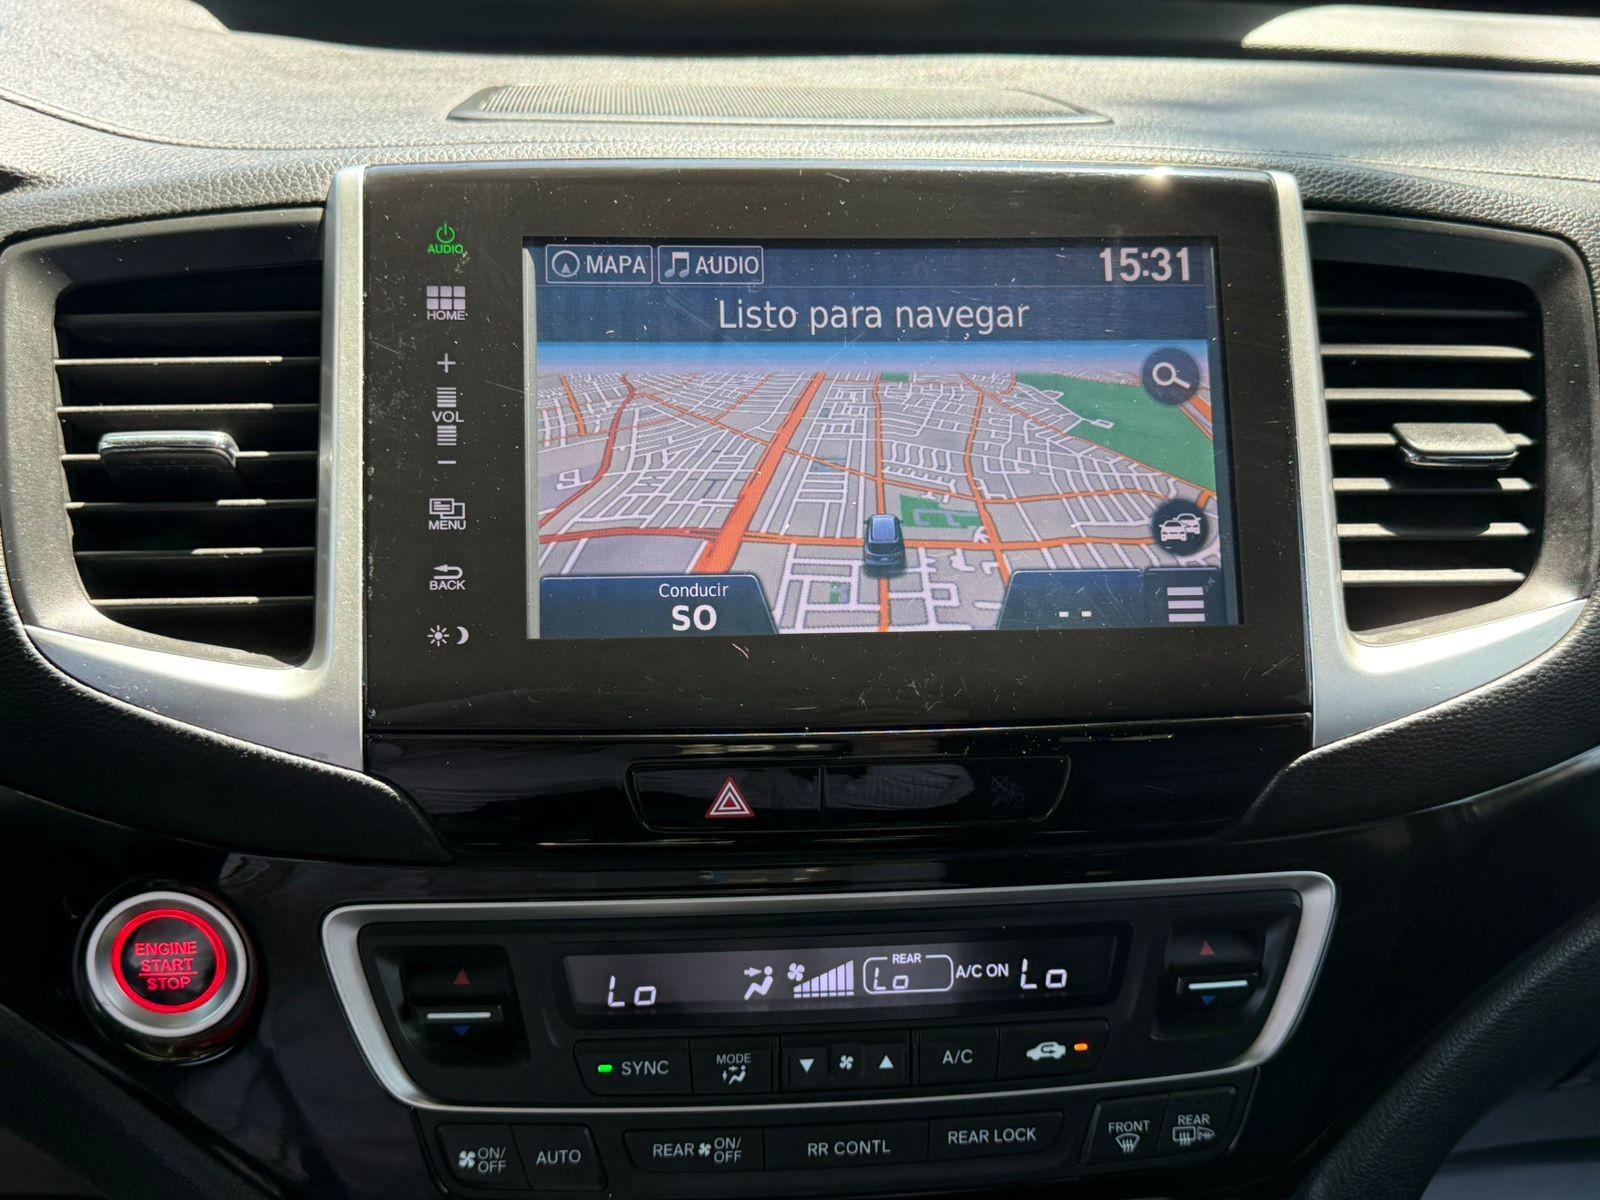 AUDIO
HOME
+
VOL
-
MENU
BACK
MAPA
AUDIO
15:31
Listo para navegar
Conducir
SO
--
ENGINE
START
STOP
Lo
REAR
Lo
A/C ON
Lo
SYNC
MODE
A/C
ON/
OFF
AUTO
REAR ON/
OFF
RR CONTL
REAR LOCK
FRONT
REAR